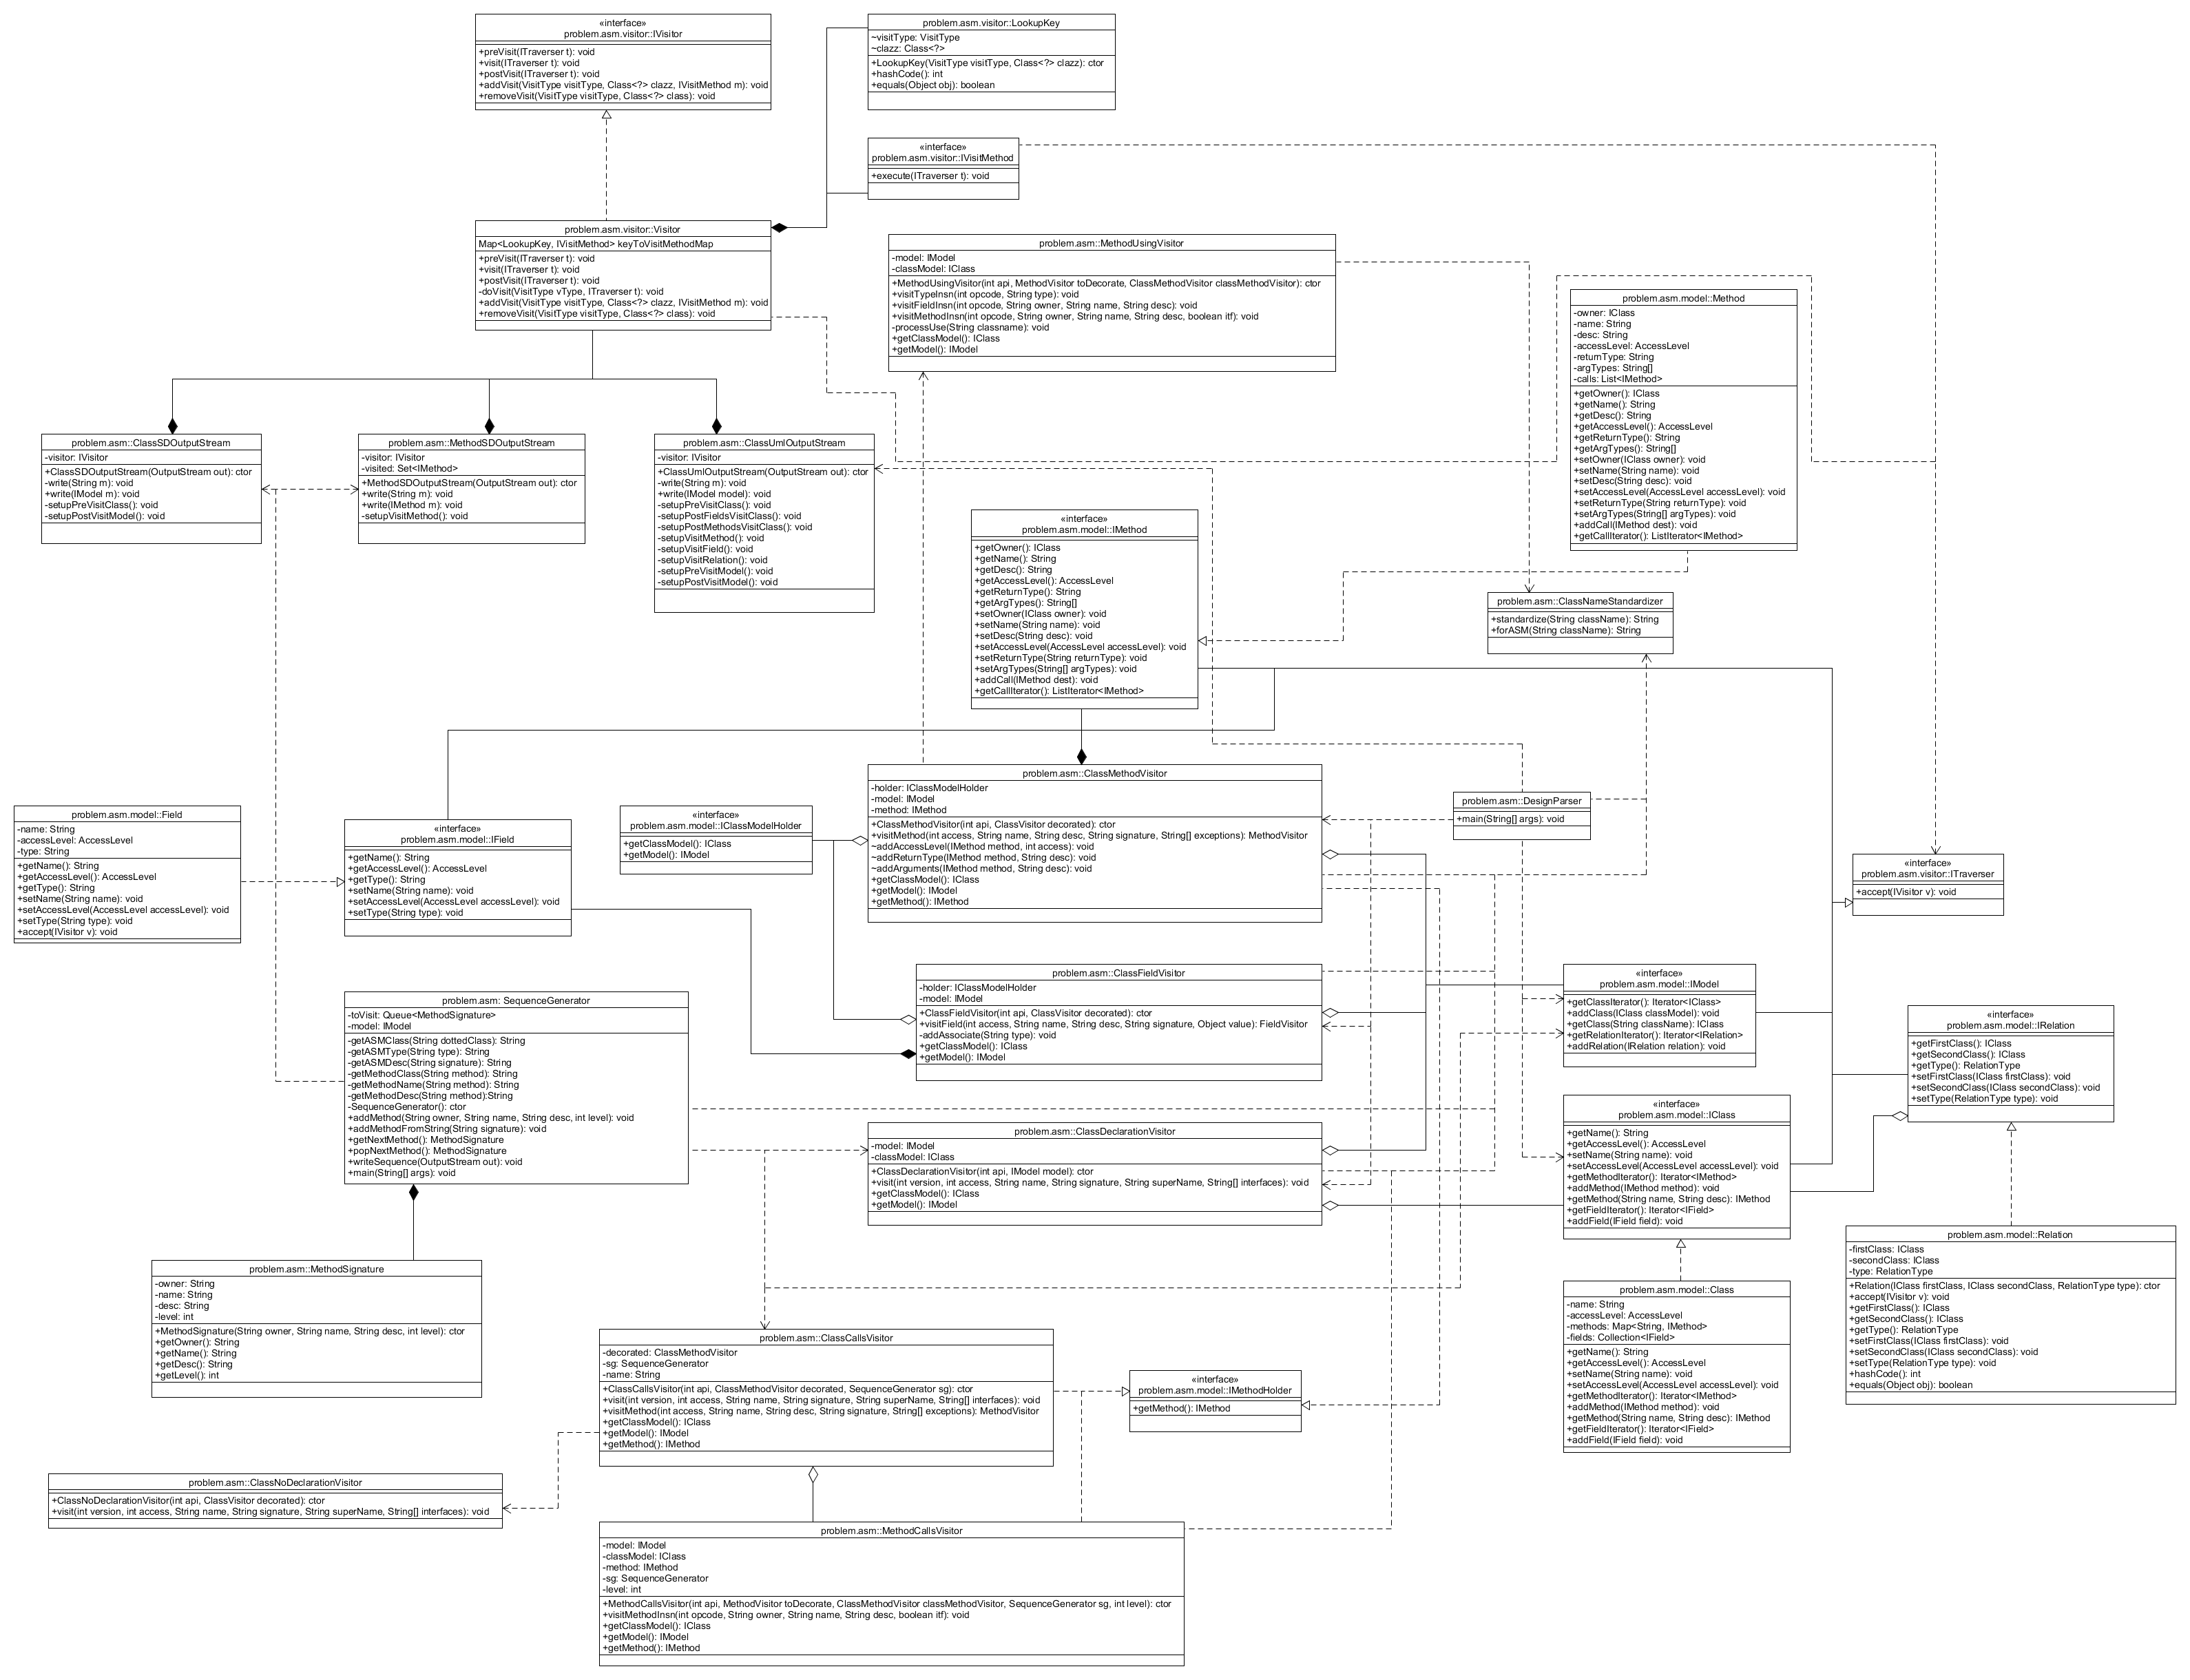 «interface»
problem.asm.visitor::IVisitor
+preVisit(ITraverser t): void
+visit(ITraverser t): void
+postVisit(ITraverser t): void
+addVisit(VisitType visitType, Class<?> clazz, IVisitMethod m): void
+removeVisit(VisitType visitType, Class<?> class): void
problem.asm.visitor::LookupKey
~visitType: VisitType
~clazz: Class<?>
+LookupKey(VisitType visitType, Class<?> clazz): ctor
+hashCode(): int
+equals(Object obj): boolean
«interface»
problem.asm.visitor::IVisitMethod
+execute(ITraverser t): void
problem.asm.visitor::Visitor
Map<LookupKey, IVisitMethod> keyToVisitMethodMap
+preVisit(ITraverser t): void
+visit(ITraverser t): void
+postVisit(ITraverser t): void
-doVisit(VisitType vType, ITraverser t): void
+addVisit(VisitType visitType, Class<?> clazz, IVisitMethod m): void
+removeVisit(VisitType visitType, Class<?> class): void
problem.asm::MethodUsingVisitor
-model: IModel
-classModel: IClass
+MethodUsingVisitor(int api, MethodVisitor toDecorate, ClassMethodVisitor classMethodVisitor): ctor
+visitTypeInsn(int opcode, String type): void
+visitFieldInsn(int opcode, String owner, String name, String desc): void
+visitMethodInsn(int opcode, String owner, String name, String desc, boolean itf): void
-processUse(String classname): void
+getClassModel(): IClass
+getModel(): IModel
problem.asm.model::Method
-owner: IClass
-name: String
-desc: String
-accessLevel: AccessLevel
-returnType: String
-argTypes: String[]
-calls: List<IMethod>
+getOwner(): IClass
+getName(): String
+getDesc(): String
+getAccessLevel(): AccessLevel
+getReturnType(): String
+getArgTypes(): String[]
+setOwner(IClass owner): void
+setName(String name): void
+setDesc(String desc): void
+setAccessLevel(AccessLevel accessLevel): void
+setReturnType(String returnType): void
+setArgTypes(String[] argTypes): void
+addCall(IMethod dest): void
+getCallIterator(): ListIterator<IMethod>
problem.asm::ClassSDOutputStream
-visitor: IVisitor
+ClassSDOutputStream(OutputStream out): ctor
-write(String m): void
+write(IModel m): void
-setupPreVisitClass(): void
-setupPostVisitModel(): void
problem.asm::MethodSDOutputStream
-visitor: IVisitor
-visited: Set<IMethod>
+MethodSDOutputStream(OutputStream out): ctor
+write(String m): void
+write(IMethod m): void
-setupVisitMethod(): void
problem.asm::ClassUmlOutputStream
-visitor: IVisitor
+ClassUmlOutputStream(OutputStream out): ctor
-write(String m): void
+write(IModel model): void
-setupPreVisitClass(): void
-setupPostFieldsVisitClass(): void
-setupPostMethodsVisitClass(): void
-setupVisitMethod(): void
-setupVisitField(): void
-setupVisitRelation(): void
-setupPreVisitModel(): void
-setupPostVisitModel(): void
«interface»
problem.asm.model::IMethod
+getOwner(): IClass
+getName(): String
+getDesc(): String
+getAccessLevel(): AccessLevel
+getReturnType(): String
+getArgTypes(): String[]
+setOwner(IClass owner): void
+setName(String name): void
+setDesc(String desc): void
+setAccessLevel(AccessLevel accessLevel): void
+setReturnType(String returnType): void
+setArgTypes(String[] argTypes): void
+addCall(IMethod dest): void
+getCallIterator(): ListIterator<IMethod>
problem.asm::ClassNameStandardizer
+standardize(String className): String
+forASM(String className): String
problem.asm.model::Field
-name: String
-accessLevel: AccessLevel
-type: String
+getName(): String
+getAccessLevel(): AccessLevel
+getType(): String
+setName(String name): void
+setAccessLevel(AccessLevel accessLevel): void
+setType(String type): void
+accept(IVisitor v): void
«interface»
problem.asm.model::IField
+getName(): String
+getAccessLevel(): AccessLevel
+getType(): String
+setName(String name): void
+setAccessLevel(AccessLevel accessLevel): void
+setType(String type): void
«interface»
problem.asm.model::IClassModelHolder
+getClassModel(): IClass
+getModel(): IModel
problem.asm::ClassMethodVisitor
-holder: IClassModelHolder
-model: IModel
-method: IMethod
+ClassMethodVisitor(int api, ClassVisitor decorated): ctor
+visitMethod(int access, String name, String desc, String signature, String[] exceptions): MethodVisitor
~addAccessLevel(IMethod method, int access): void
~addReturnType(IMethod method, String desc): void
~addArguments(IMethod method, String desc): void
+getClassModel(): IClass
+getModel(): IModel
+getMethod(): IMethod
problem.asm::DesignParser
+main(String[] args): void
«interface»
problem.asm.visitor::ITraverser
+accept(IVisitor v): void
problem.asm::ClassFieldVisitor
-holder: IClassModelHolder
-model: IModel
+ClassFieldVisitor(int api, ClassVisitor decorated): ctor
+visitField(int access, String name, String desc, String signature, Object value): FieldVisitor
-addAssociate(String type): void
+getClassModel(): IClass
+getModel(): IModel
«interface»
problem.asm.model::IModel
+getClassIterator(): Iterator<IClass>
+addClass(IClass classModel): void
+getClass(String className): IClass
+getRelationIterator(): Iterator<IRelation>
+addRelation(IRelation relation): void
«interface»
problem.asm.model::IRelation
+getFirstClass(): IClass
+getSecondClass(): IClass
+getType(): RelationType
+setFirstClass(IClass firstClass): void
+setSecondClass(IClass secondClass): void
+setType(RelationType type): void
problem.asm: SequenceGenerator
-toVisit: Queue<MethodSignature>
-model: IModel
-getASMClass(String dottedClass): String
-getASMType(String type): String
-getASMDesc(String signature): String
-getMethodClass(String method): String
-getMethodName(String method): String
-getMethodDesc(String method):String
-SequenceGenerator(): ctor
+addMethod(String owner, String name, String desc, int level): void
+addMethodFromString(String signature): void
+getNextMethod(): MethodSignature
+popNextMethod(): MethodSignature
+writeSequence(OutputStream out): void
+main(String[] args): void
problem.asm::ClassDeclarationVisitor
-model: IModel
-classModel: IClass
+ClassDeclarationVisitor(int api, IModel model): ctor
+visit(int version, int access, String name, String signature, String superName, String[] interfaces): void
+getClassModel(): IClass
+getModel(): IModel
«interface»
problem.asm.model::IClass
+getName(): String
+getAccessLevel(): AccessLevel
+setName(String name): void
+setAccessLevel(AccessLevel accessLevel): void
+getMethodIterator(): Iterator<IMethod>
+addMethod(IMethod method): void
+getMethod(String name, String desc): IMethod
+getFieldIterator(): Iterator<IField>
+addField(IField field): void
problem.asm.model::Relation
-firstClass: IClass
-secondClass: IClass
-type: RelationType
+Relation(IClass firstClass, IClass secondClass, RelationType type): ctor
+accept(IVisitor v): void
+getFirstClass(): IClass
+getSecondClass(): IClass
+getType(): RelationType
+setFirstClass(IClass firstClass): void
+setSecondClass(IClass secondClass): void
+setType(RelationType type): void
+hashCode(): int
+equals(Object obj): boolean
problem.asm::MethodSignature
-owner: String
-name: String
-desc: String
-level: int
+MethodSignature(String owner, String name, String desc, int level): ctor
+getOwner(): String
+getName(): String
+getDesc(): String
+getLevel(): int
problem.asm.model::Class
-name: String
-accessLevel: AccessLevel
-methods: Map<String, IMethod>
-fields: Collection<IField>
+getName(): String
+getAccessLevel(): AccessLevel
+setName(String name): void
+setAccessLevel(AccessLevel accessLevel): void
+getMethodIterator(): Iterator<IMethod>
+addMethod(IMethod method): void
+getMethod(String name, String desc): IMethod
+getFieldIterator(): Iterator<IField>
+addField(IField field): void
problem.asm::ClassCallsVisitor
-decorated: ClassMethodVisitor
-sg: SequenceGenerator
-name: String
+ClassCallsVisitor(int api, ClassMethodVisitor decorated, SequenceGenerator sg): ctor
+visit(int version, int access, String name, String signature, String superName, String[] interfaces): void
+visitMethod(int access, String name, String desc, String signature, String[] exceptions): MethodVisitor
+getClassModel(): IClass
+getModel(): IModel
+getMethod(): IMethod
«interface»
problem.asm.model::IMethodHolder
+getMethod(): IMethod
problem.asm::ClassNoDeclarationVisitor
+ClassNoDeclarationVisitor(int api, ClassVisitor decorated): ctor
+visit(int version, int access, String name, String signature, String superName, String[] interfaces): void
problem.asm::MethodCallsVisitor
-model: IModel
-classModel: IClass
-method: IMethod
-sg: SequenceGenerator
-level: int
+MethodCallsVisitor(int api, MethodVisitor toDecorate, ClassMethodVisitor classMethodVisitor, SequenceGenerator sg, int level): ctor
+visitMethodInsn(int opcode, String owner, String name, String desc, boolean itf): void
+getClassModel(): IClass
+getModel(): IModel
+getMethod(): IMethod